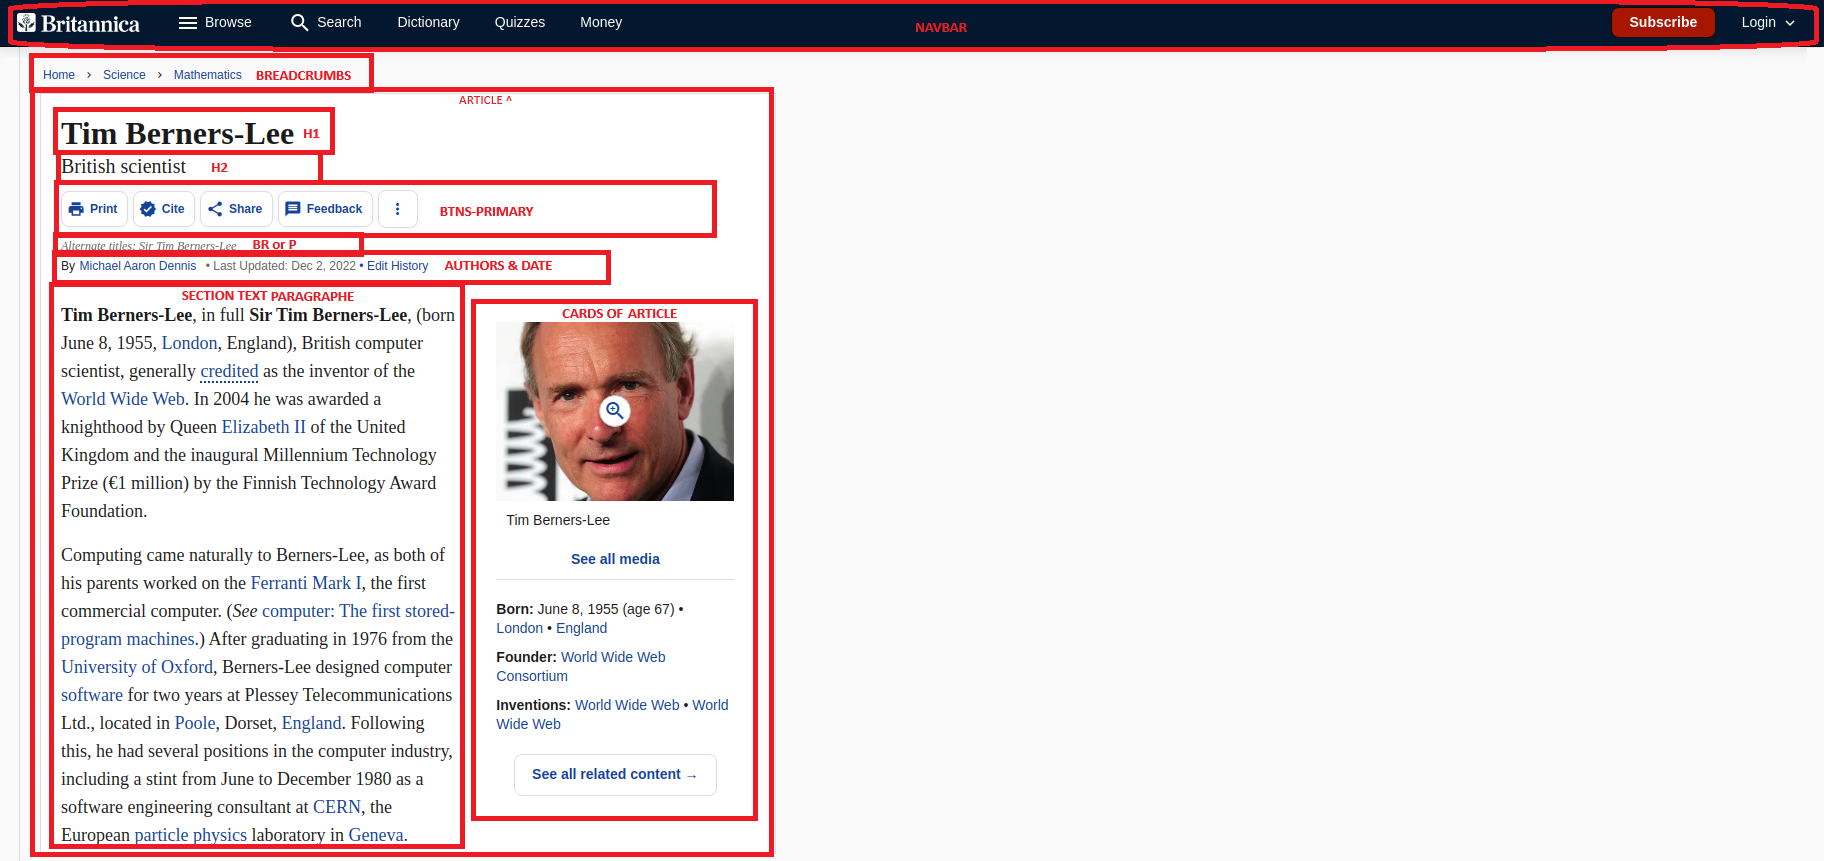 Britannica Browse Search Dictionary Quizzes Money NAVBAR Subscribe Login
Home › Science › Mathematics BREADCRUMBS
ARTICLE ^
Tim Berners-Lee H1
British scientist H2
Print Cite Share Feedback BTNS-PRIMARY
Alternate titles: Sir Tim Berners-Lee BR or P
By Michael Aaron Dennis • Last Updated: Dec 2, 2022 • Edit History AUTHORS & DATE
SECTION TEXT PARAGRAPHE
Tim Berners-Lee, in full Sir Tim Berners-Lee, (born
June 8, 1955, London, England), British computer
scientist, generally credited as the inventor of the
World Wide Web. In 2004 he was awarded a
knighthood by Queen Elizabeth II of the United
Kingdom and the inaugural Millennium Technology
Prize (€1 million) by the Finnish Technology Award
Foundation.
Computing came naturally to Berners-Lee, as both of
his parents worked on the Ferranti Mark I, the first
commercial computer. (See computer: The first stored-
program machines.) After graduating in 1976 from the
University of Oxford, Berners-Lee designed computer
software for two years at Plessey Telecommunications
Ltd., located in Poole, Dorset, England. Following
this, he had several positions in the computer industry,
including a stint from June to December 1980 as a
software engineering consultant at CERN, the
European particle physics laboratory in Geneva.
CARDS OF ARTICLE
Tim Berners-Lee
See all media
Born: June 8, 1955 (age 67) •
London • England
Founder: World Wide Web
Consortium
Inventions: World Wide Web • World
Wide Web
See all related content →